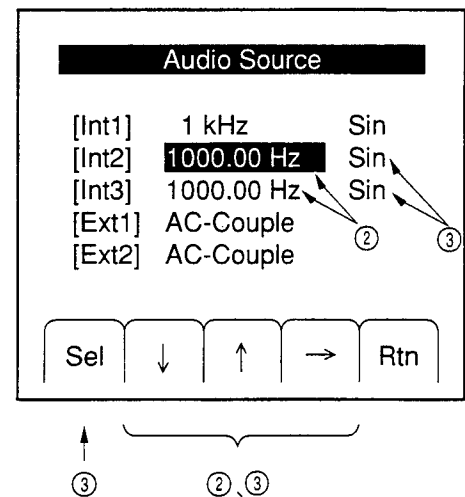 Audio Source
[Int1] 1 kHz Sin
[Int2] 1000.00 Hz Sin
[Int3] 1000.00 Hz Sin
[Ext1] AC-Couple
② ③
[Ext2] AC-Couple
Sel ↓ ↑ → Rtn
③ ②、③